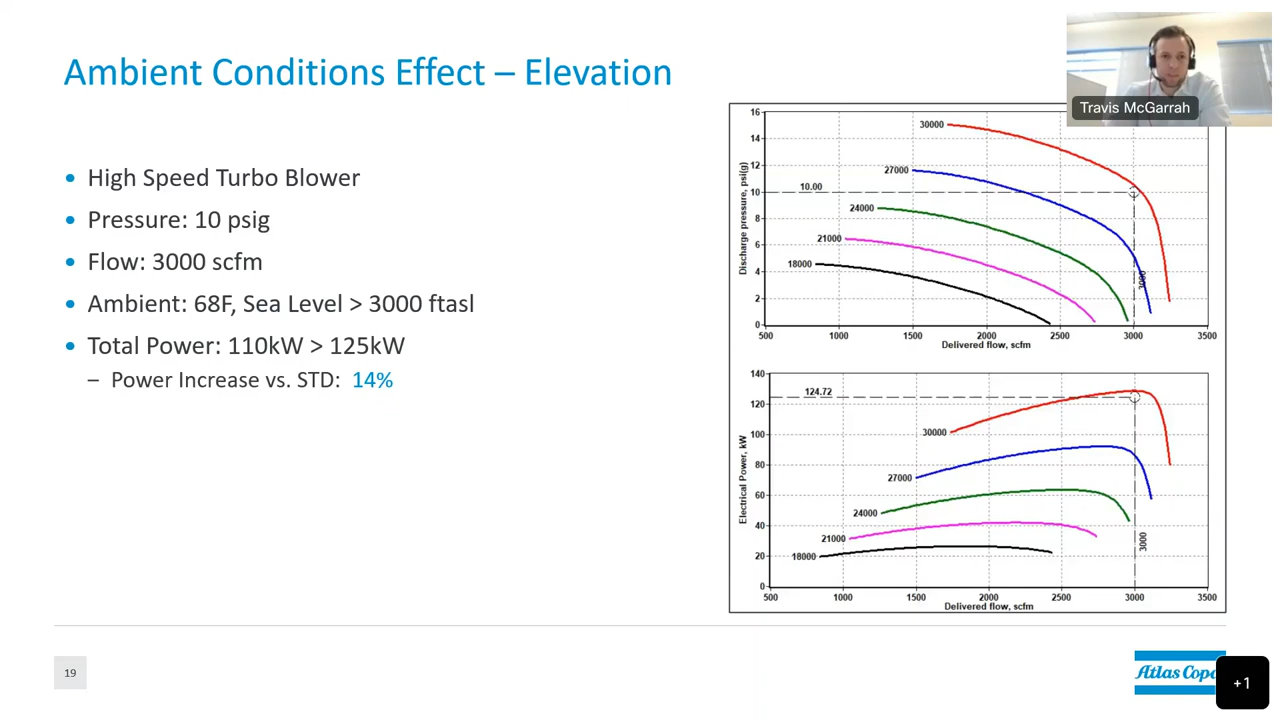 Ambient Conditions Effect – Elevation
Travis McGarrah
• High Speed Turbo Blower
• Pressure: 10 psig
• Flow: 3000 scfm
• Ambient: 68F, Sea Level > 3000 ftasl
• Total Power: 110kW > 125kW
– Power Increase vs. STD: 14%
Discharge pressure, psi(g)
16
14
12
10
8
6
4
2
0
30000
27000
24000
21000
18000
10.00
3000
500 1000 1500 2000 2500 3000 3500
Delivered flow, scfm
Electrical Power, kW
140
120
100
80
60
40
20
0
124.72
30000
27000
24000
21000
18000
3000
500 1000 1500 2000 2500 3000 3500
Delivered flow, scfm
19
Atlas Cop
+1